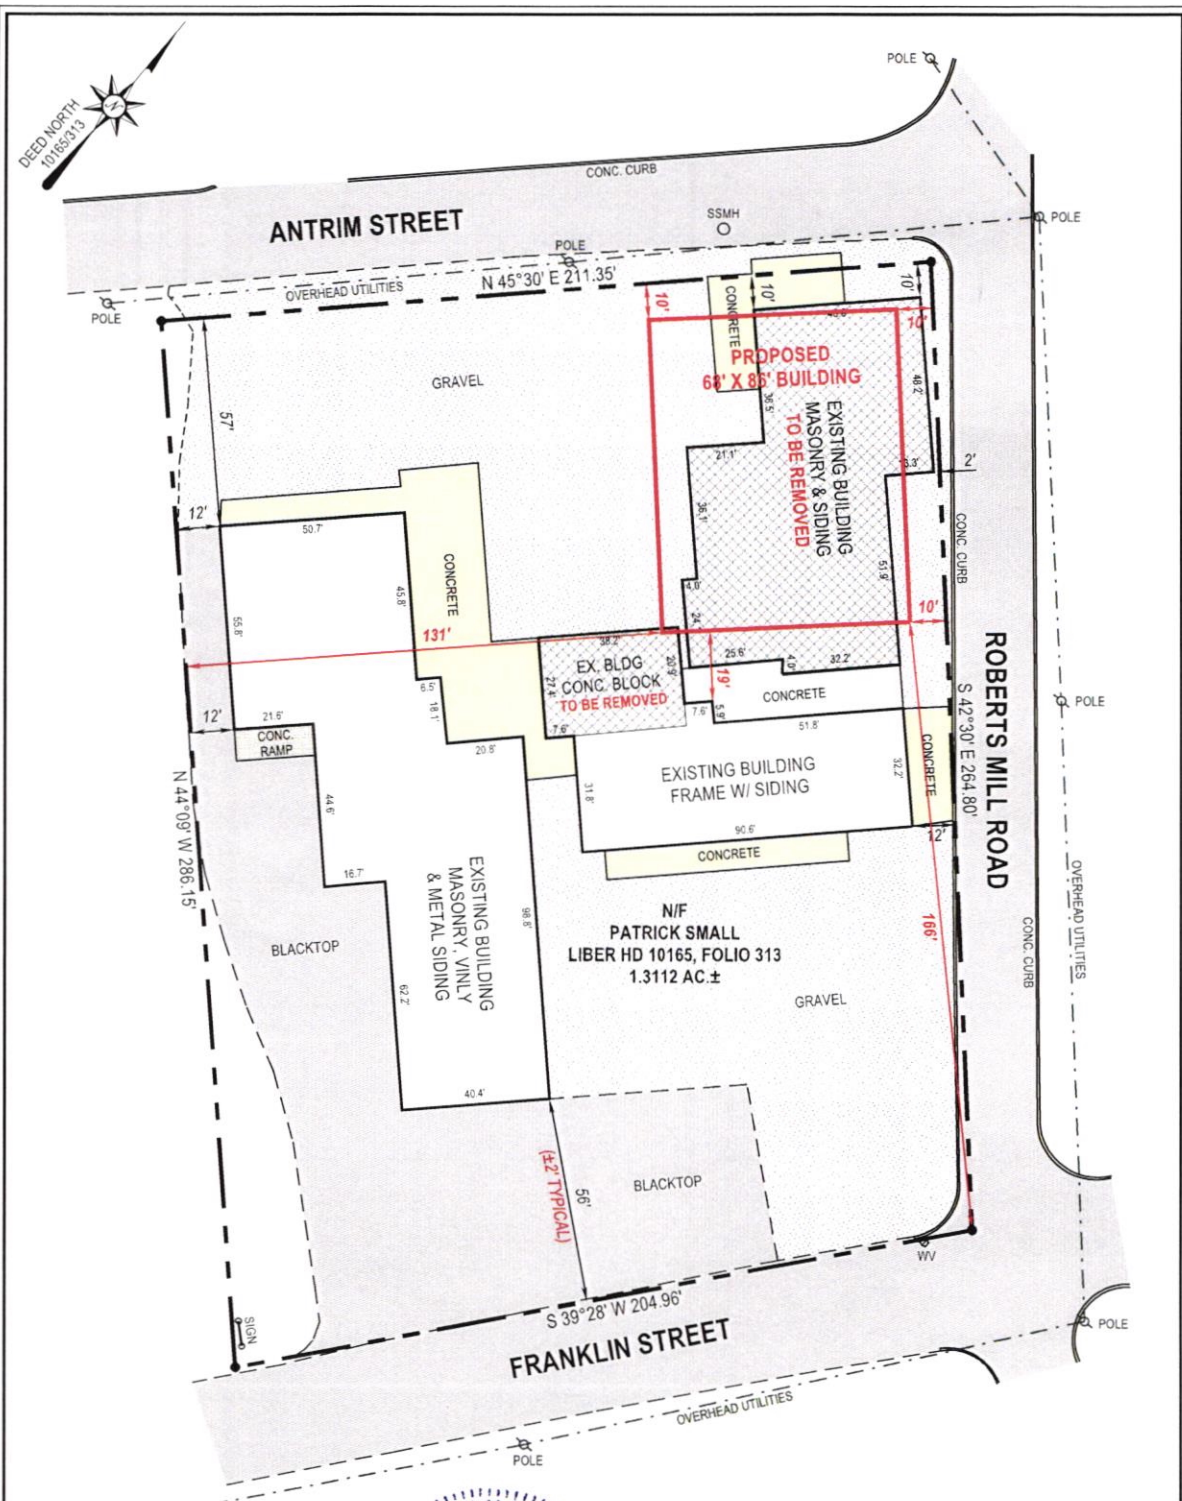 DEED NORTH
10165/313
N
POLE
CONC. CURB
ANTRIM STREET
SSMH
POLE
POLE
N 45°30' E 211.35'
OVERHEAD UTILITIES
POLE
10'
10'
10'
10'
CONCRETE
PROPOSED
68' X 86' BUILDING
GRAVEL
48.2'
36.5'
EXISTING BUILDING
MASONRY & SIDING
TO BE REMOVED
57'
21.1'
2'
12'
50.7'
36.1'
CONC. CURB
CONCRETE
45.8'
51.9'
4.0'
55.8'
131'
10'
38.2'
24'
25.6'
32.2'
EX. BLDG
CONC. BLOCK
TO BE REMOVED
20.9'
27.4'
19'
CONCRETE
6.5'
18.1'
7.6'
5.9'
51.8'
12'
21.6'
CONC.
RAMP
20.8'
7.6'
EXISTING BUILDING
FRAME W/ SIDING
31.8'
32.2'
CONCRETE
ROBERTS MILL ROAD
S 42°30' E 264.80'
POLE
N 44°09' W 286.15'
44.6'
90.6'
12'
CONCRETE
16.7'
EXISTING BUILDING
MASONRY, VINLY
& METAL SIDING
98.8'
N/F
PATRICK SMALL
LIBER HD 10165, FOLIO 313
1.3112 AC.±
166'
OVERHEAD UTILITIES
CONC. CURB
BLACKTOP
62.2'
GRAVEL
40.4'
56'
(±2' TYPICAL)
BLACKTOP
WV
S 39°28' W 204.96'
SIGN
FRANKLIN STREET
POLE
OVERHEAD UTILITIES
POLE